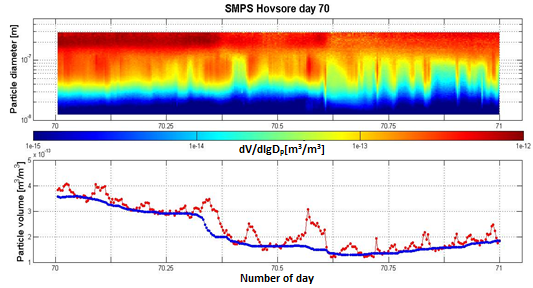 SMPS Hovsore day 70
Particle diameter [m]
10-7
10-8
70 70.25 70.5 70.75 71
1e-15 1e-14 1e-13 1e-12
dV/dlgDp[m³/m³]
x 10-13
Particle volume [m³/m³]
5
4
3
2
1
70 70.25 70.5 70.75 71
Number of day